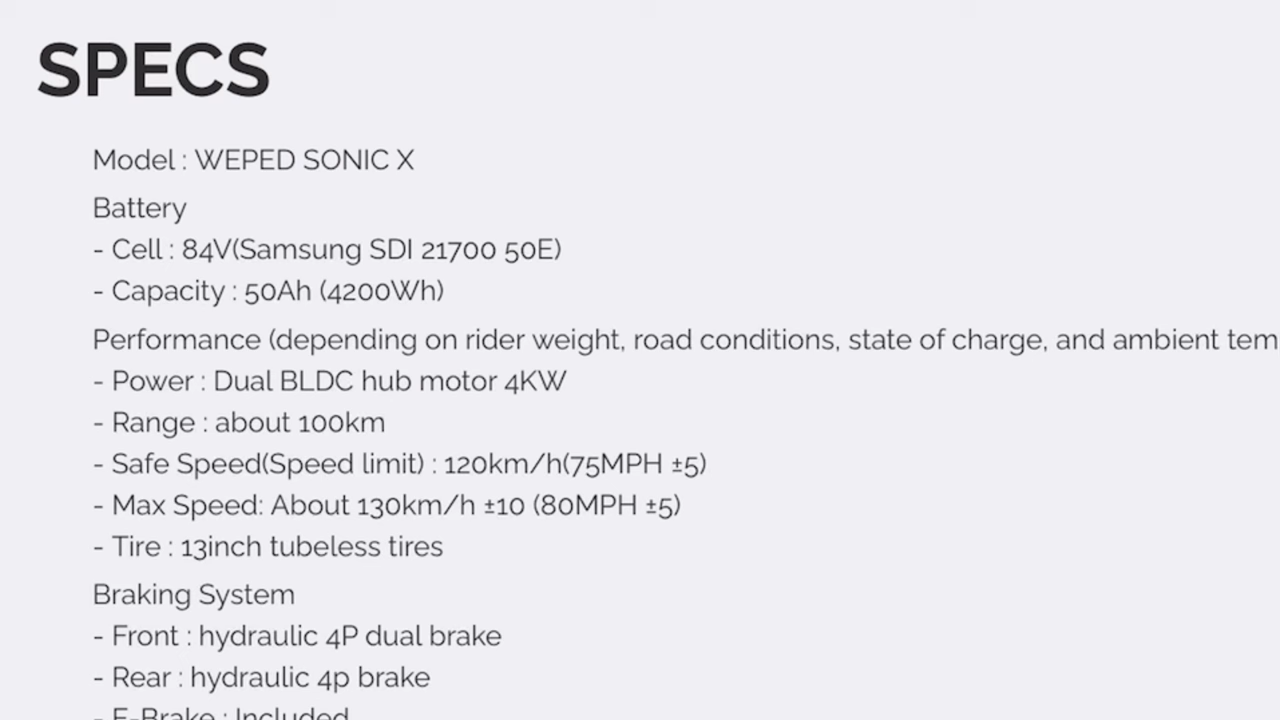 SPECS
Model : WEPED SONIC X
Battery
- Cell : 84V(Samsung SDI 21700 50E)
- Capacity : 50Ah (4200Wh)
Performance (depending on rider weight, road conditions, state of charge, and ambient tem
- Power : Dual BLDC hub motor 4KW
- Range : about 100km
- Safe Speed(Speed limit) : 120km/h(75MPH ±5)
- Max Speed: About 130km/h ±10 (80MPH ±5)
- Tire : 13inch tubeless tires
Braking System
- Front : hydraulic 4P dual brake
- Rear : hydraulic 4p brake
- E-Brake : Included